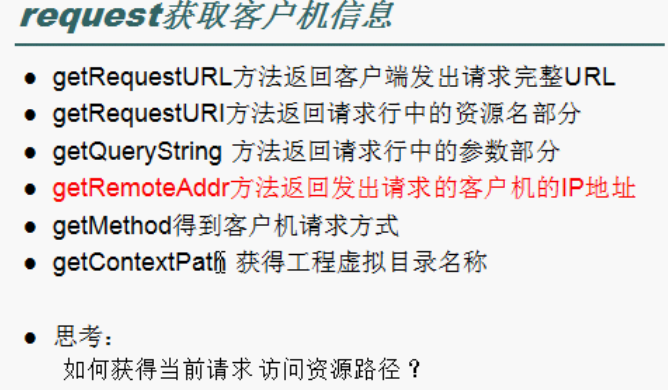 request获取客户机信息
● getRequestURL方法返回客户端发出请求完整URL
● getRequestURI方法返回请求行中的资源名部分
● getQueryString 方法返回请求行中的参数部分
● getRemoteAddr方法返回发出请求的客户机的IP地址
● getMethod得到客户机请求方式
● getContextPath 获得工程虚拟目录名称
● 思考：
如何获得当前请求 访问资源路径？